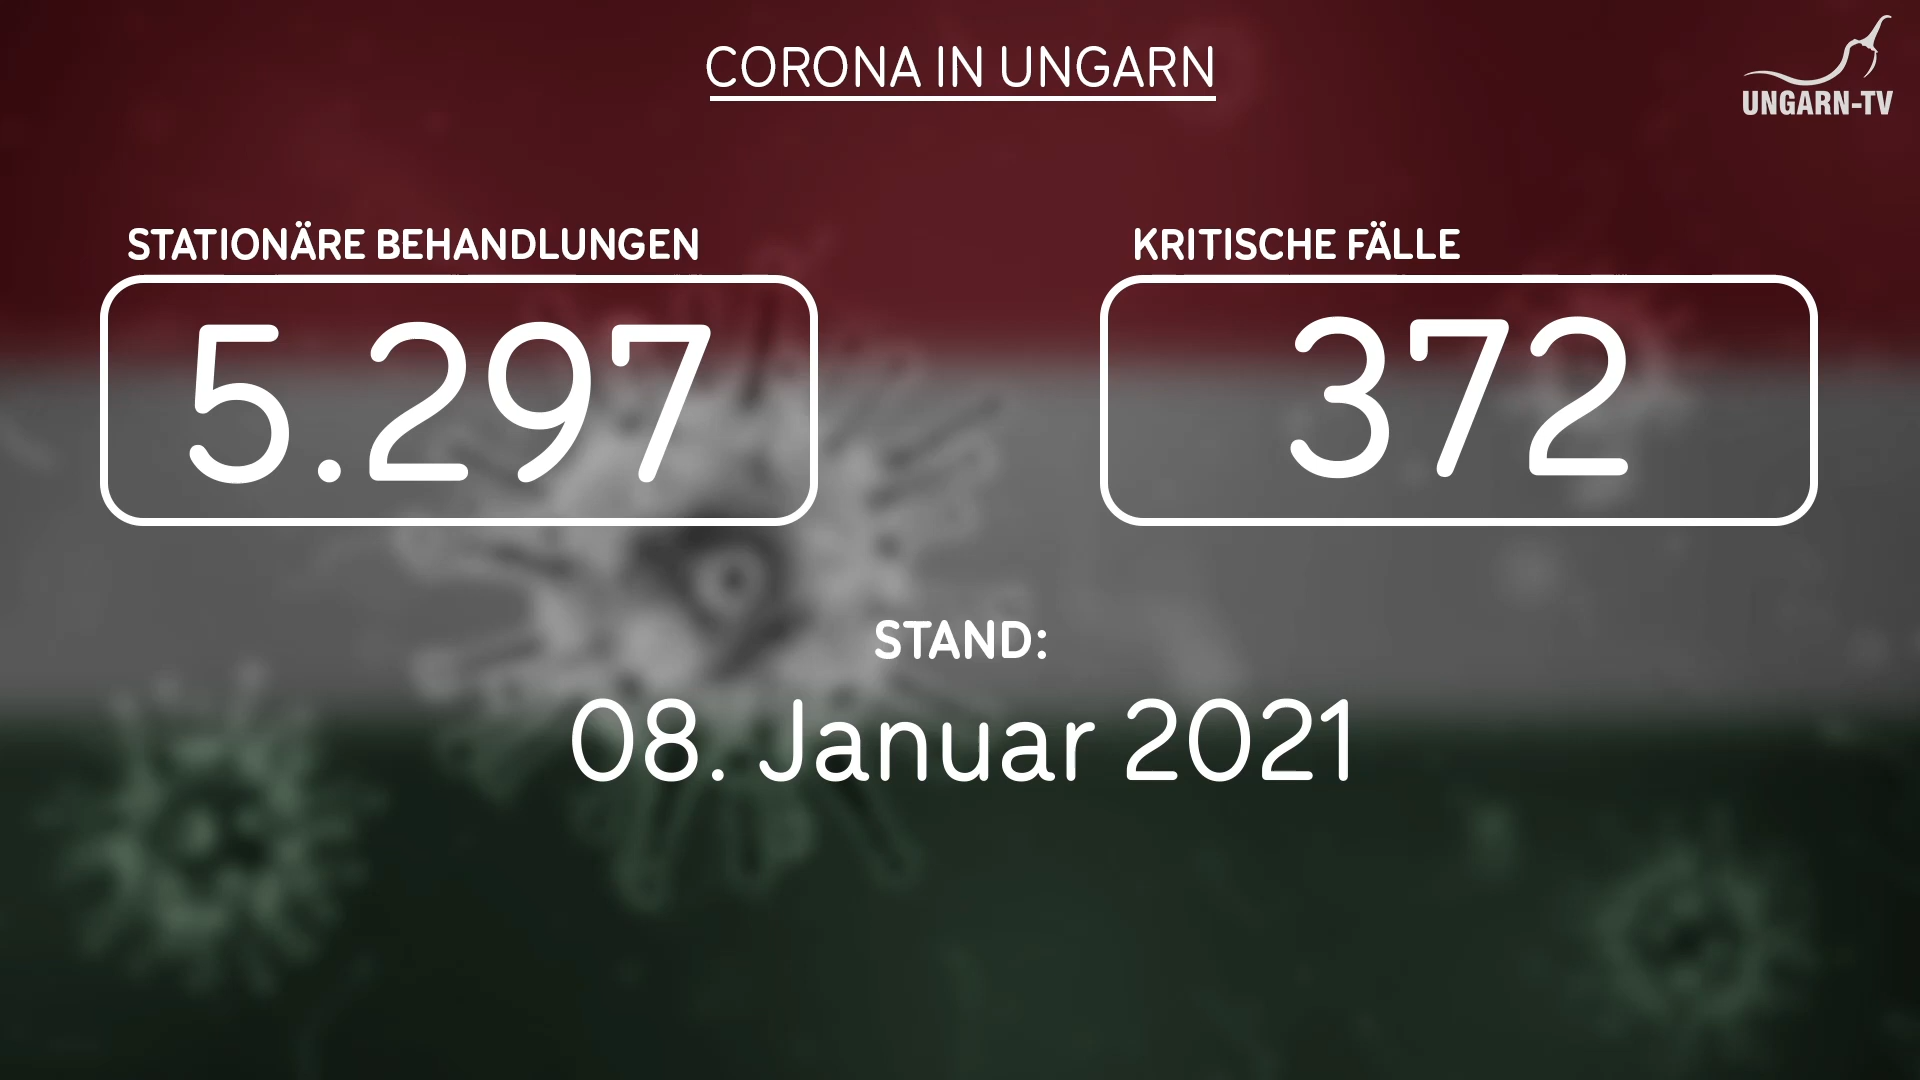 CORONA IN UNGARN
UNGARN-TV
STATIONÄRE BEHANDLUNGEN
5.297
KRITISCHE FÄLLE
372
STAND:
08. Januar 2021